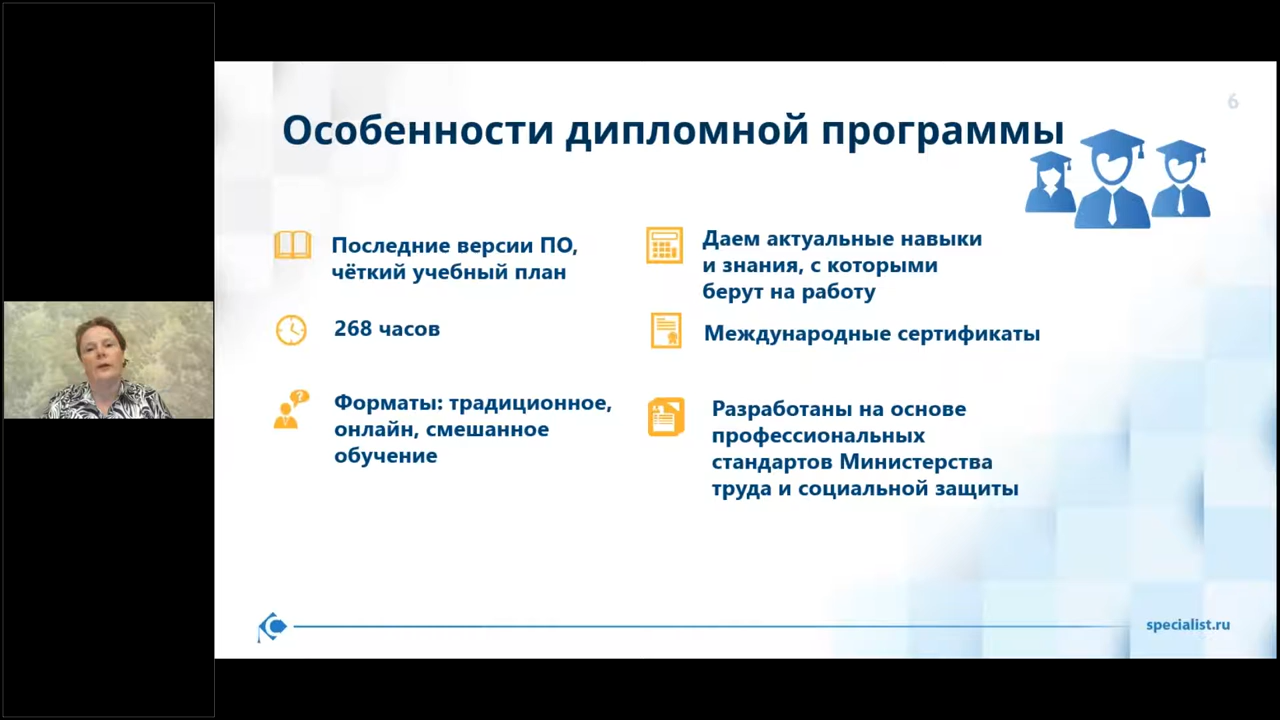 6
Особенности дипломной программы
Последние версии ПО,
чёткий учебный план
268 часов
Форматы: традиционное,
онлайн, смешанное
обучение
Даем актуальные навыки
и знания, с которыми
берут на работу
Международные сертификаты
Разработаны на основе
профессиональных
стандартов Министерства
труда и социальной защиты
specialist.ru